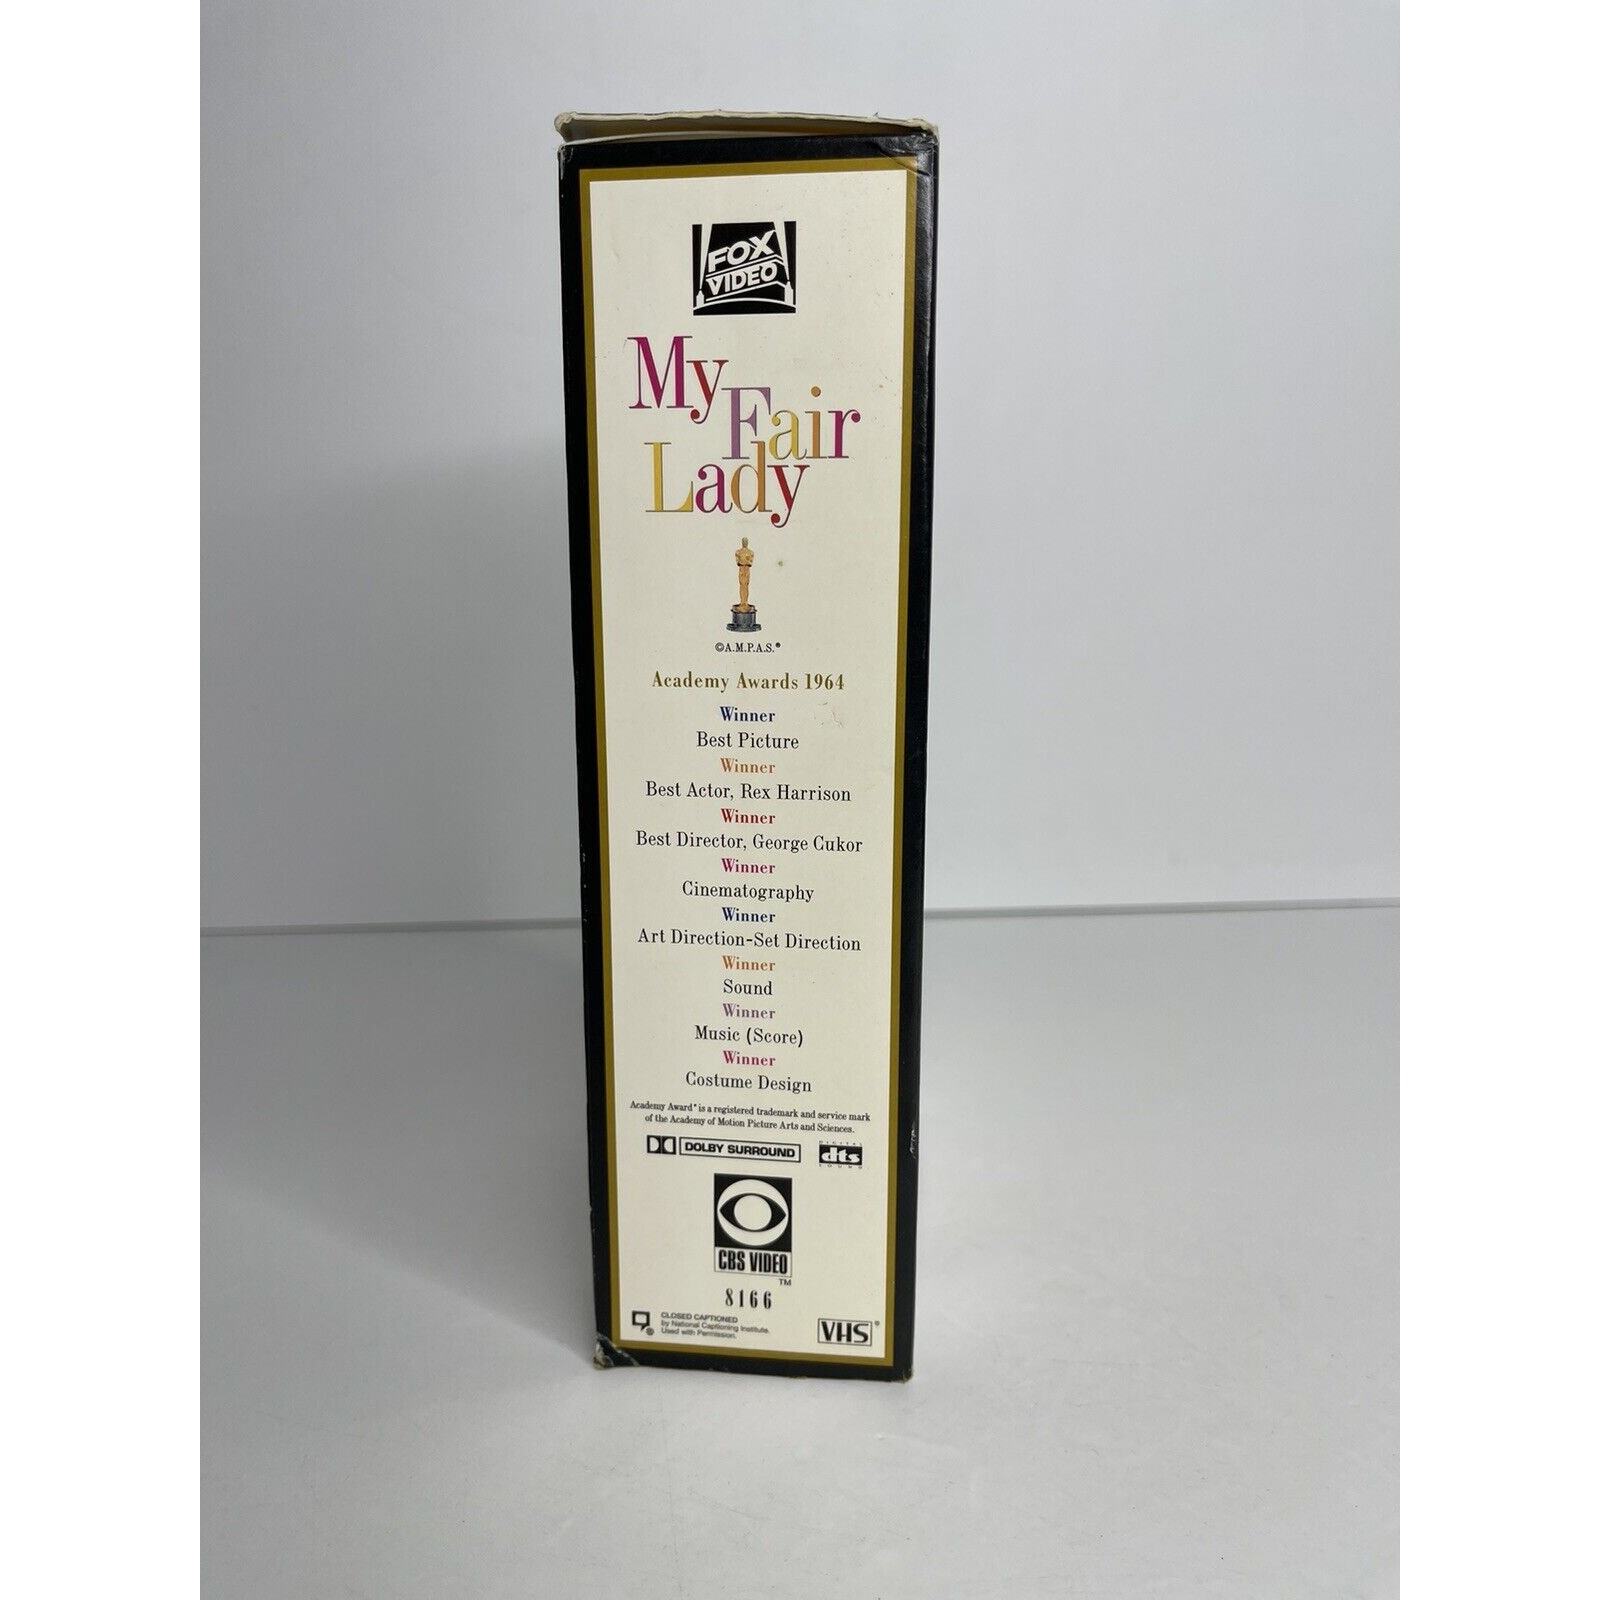 FOX
VIDEO
My
Fair
Lady
©A.M.P.A.S.®
Academy Awards 1964
Winner
Best Picture
Winner
Best Actor, Rex Harrison
Winner
Best Director, George Cukor
Winner
Cinematography
Winner
Art Direction-Set Direction
Winner
Sound
Winner
Music (Score)
Winner
Costume Design
Academy Award® is a registered trademark and service mark
of the Academy of Motion Picture Arts and Sciences.
DOLBY SURROUND
DIGITAL
dts
SOUND
CBS VIDEO
TM
8166
CLOSED CAPTIONED
by National Captioning Institute.
Used with Permission.
VHS®